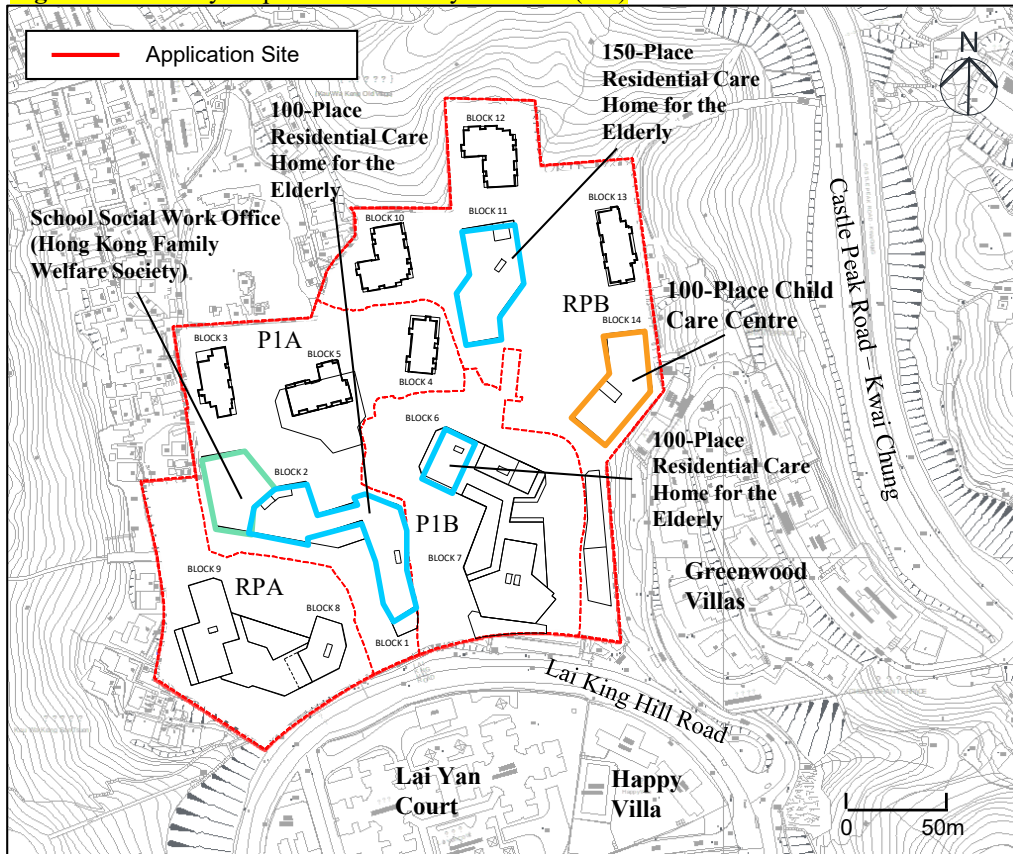 Application Site
N
150-Place
Residential Care
Home for the
Elderly
100-Place
Residential Care
Home for the
Elderly
School Social Work Office
(Hong Kong Family
Welfare Society)
BLOCK 12
BLOCK 10
BLOCK 11
BLOCK 13
RPB
100-Place Child
Care Centre
BLOCK 14
Castle Peak Road – Kwai Chung
BLOCK 3
P1A
BLOCK 5
BLOCK 4
BLOCK 6
100-Place
Residential Care
Home for the
Elderly
BLOCK 2
P1B
BLOCK 7
BLOCK 9
RPA
BLOCK 8
BLOCK 1
Greenwood
Villas
Lai King Hill Road
Lai Yan
Court
Happy
Villa
0 50m